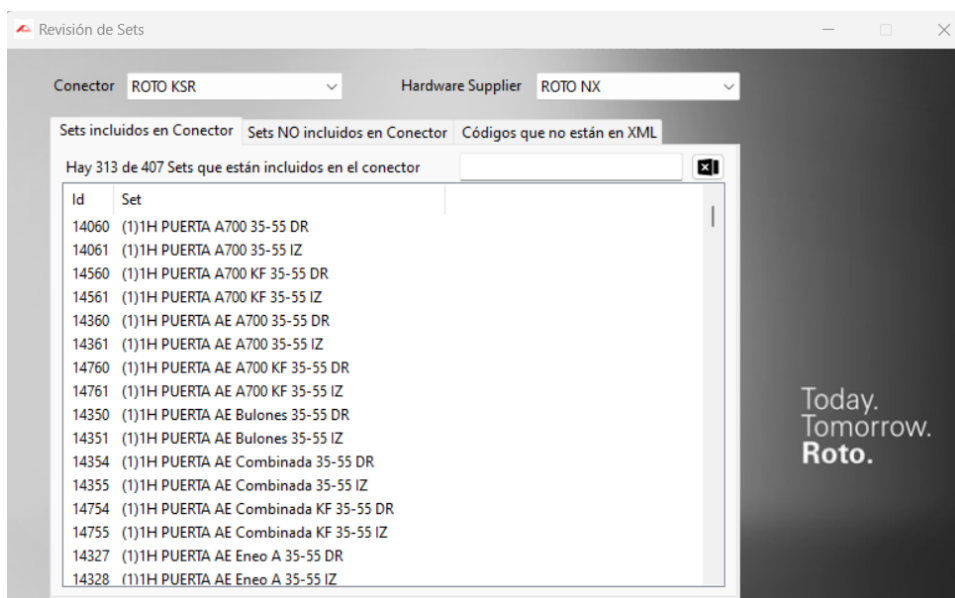 Revisión de Sets
Conector ROTO KSR Hardware Supplier ROTO NX
Sets incluidos en Conector Sets NO incluidos en Conector Códigos que no están en XML
Hay 313 de 407 Sets que están incluidos en el conector
Id Set
14060 (1)1H PUERTA A700 35-55 DR
14061 (1)1H PUERTA A700 35-55 IZ
14560 (1)1H PUERTA A700 KF 35-55 DR
14561 (1)1H PUERTA A700 KF 35-55 IZ
14360 (1)1H PUERTA AE A700 35-55 DR
14361 (1)1H PUERTA AE A700 35-55 IZ
14760 (1)1H PUERTA AE A700 KF 35-55 DR
14761 (1)1H PUERTA AE A700 KF 35-55 IZ
14350 (1)1H PUERTA AE Bulones 35-55 DR
14351 (1)1H PUERTA AE Bulones 35-55 IZ
14354 (1)1H PUERTA AE Combinada 35-55 DR
14355 (1)1H PUERTA AE Combinada 35-55 IZ
14754 (1)1H PUERTA AE Combinada KF 35-55 DR
14755 (1)1H PUERTA AE Combinada KF 35-55 IZ
14327 (1)1H PUERTA AE Eneo A 35-55 DR
14328 (1)1H PUERTA AE Eneo A 35-55 IZ
Today.
Tomorrow.
Roto.